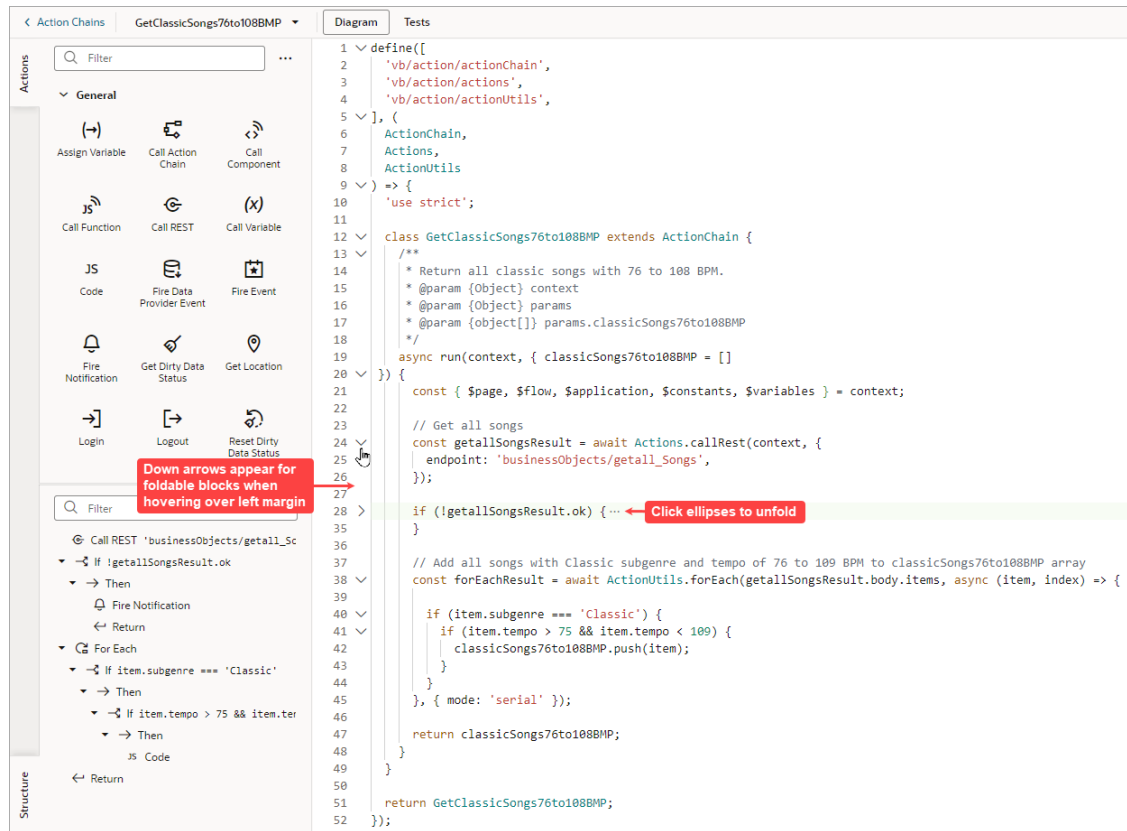 Action Chains
GetClassicSongs76to108BMP
Diagram
Tests
Actions
Filter
General
Assign Variable
Call Action Chain
Call Component
Call Function
Call REST
(x)
Call Variable
JS
Code
Fire Data Provider Event
Fire Event
Fire Notification
Get Dirty Data Status
Get Location
Login
Logout
Reset Dirty Data Status
Down arrows appear for
foldable blocks when
hovering over left margin
Filter
Call REST 'businessObjects/getall_Sc
If !getallSongsResult.ok
Then
Fire Notification
Return
For Each
If item.subgenre === 'Classic'
Then
If item.tempo > 75 && item.ter
Then
JS Code
Return
Structure
1 define([
2 'vb/action/actionChain',
3 'vb/action/actions',
4 'vb/action/actionUtils',
5 ], (
6 ActionChain,
7 Actions,
8 ActionUtils
9 ) => {
10 'use strict';
11
12 class GetClassicSongs76to108BMP extends ActionChain {
13 /**
14 * Return all classic songs with 76 to 108 BPM.
15 * @param {Object} context
16 * @param {Object} params
17 * @param {object[]} params.classicSongs76to108BMP
18 */
19 async run(context, { classicSongs76to108BMP = []
20 }) {
21 const { $page, $flow, $application, $constants, $variables } = context;
22
23 // Get all songs
24 const getallSongsResult = await Actions.callRest(context, {
25 endpoint: 'businessObjects/getall_Songs',
26 });
27
28 if (!getallSongsResult.ok) {···
Click ellipses to unfold
35 }
36
37 // Add all songs with Classic subgenre and tempo of 76 to 109 BPM to classicSongs76to108BMP array
38 const forEachResult = await ActionUtils.forEach(getallSongsResult.body.items, async (item, index) => {
39
40 if (item.subgenre === 'Classic') {
41 if (item.tempo > 75 && item.tempo < 109) {
42 classicSongs76to108BMP.push(item);
43 }
44 }
45 }, { mode: 'serial' });
46
47 return classicSongs76to108BMP;
48 }
49 }
50
51 return GetClassicSongs76to108BMP;
52 });